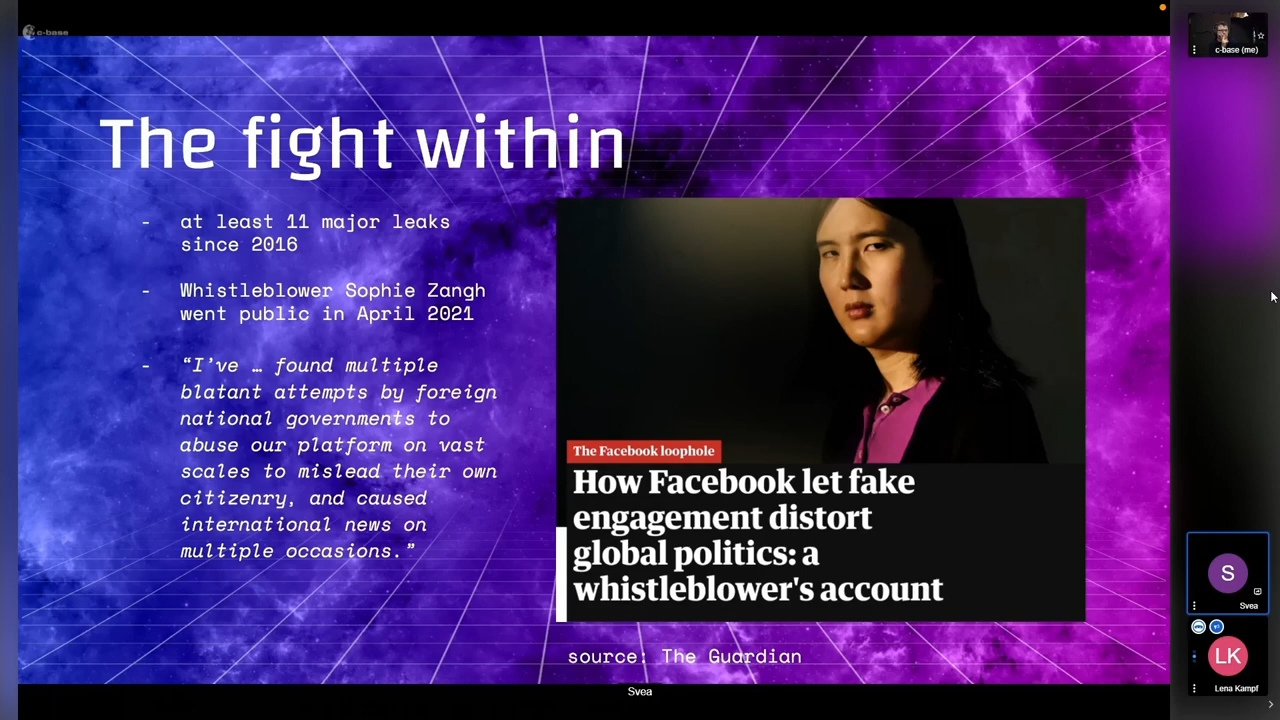 c-base
c-base (me)
The fight within
- at least 11 major leaks
since 2016
- Whistleblower Sophie Zangh
went public in April 2021
- “I’ve … found multiple
blatant attempts by foreign
national governments to
abuse our platform on vast
scales to mislead their own
citizenry, and caused
international news on
multiple occasions.”
The Facebook loophole
How Facebook let fake
engagement distort
global politics: a
whistleblower's account
source: The Guardian
Svea
S
Svea
LK
Lena Kampf